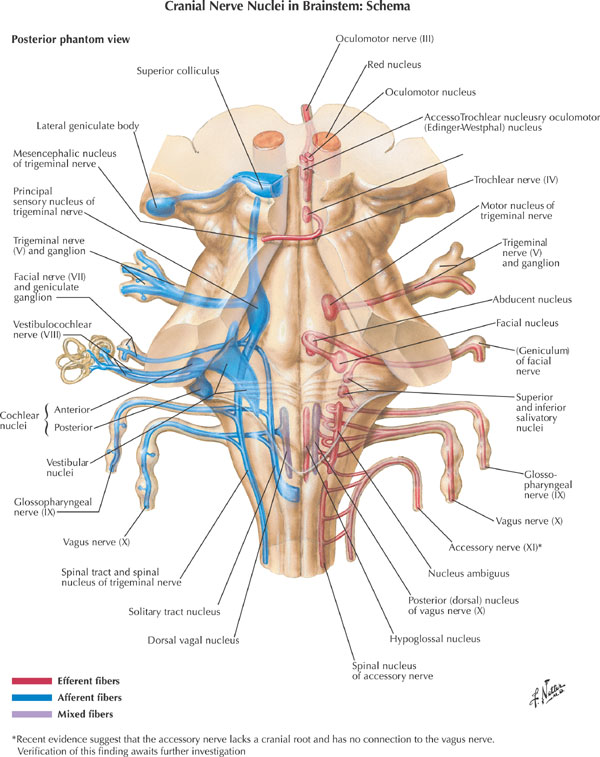 Cranial Nerve Nuclei in Brainstem: Schema
Posterior phantom view
Oculomotor nerve (III)
Red nucleus
Superior colliculus
Oculomotor nucleus
Lateral geniculate body
AccessoTrochlear nucleusry oculomotor
(Edinger-Westphal) nucleus
Mesencephalic nucleus
of trigeminal nerve
Trochlear nerve (IV)
Principal
sensory nucleus of
trigeminal nerve
Motor nucleus of
trigeminal nerve
Trigeminal nerve
(V) and ganglion
Trigeminal
nerve (V)
and ganglion
Facial nerve (VII)
and geniculate
ganglion
Abducent nucleus
Facial nucleus
Vestibulocochlear
nerve (VIII)
(Geniculum)
of facial
nerve
Cochlear
nuclei
Anterior
Posterior
Superior
and inferior
salivatory
nuclei
Vestibular
nuclei
Glossopharyngeal
nerve (IX)
Glosso-
pharyngeal
nerve (IX)
Vagus nerve (X)
Vagus nerve (X)
Accessory nerve (XI)*
Spinal tract and spinal
nucleus of trigeminal nerve
Nucleus ambiguus
Solitary tract nucleus
Posterior (dorsal) nucleus
of vagus nerve (X)
Dorsal vagal nucleus
Hypoglossal nucleus
Spinal nucleus
of accessory nerve
Efferent fibers
Afferent fibers
Mixed fibers
F. Netter
M.D.
*Recent evidence suggest that the accessory nerve lacks a cranial root and has no connection to the vagus nerve.
Verification of this finding awaits further investigation